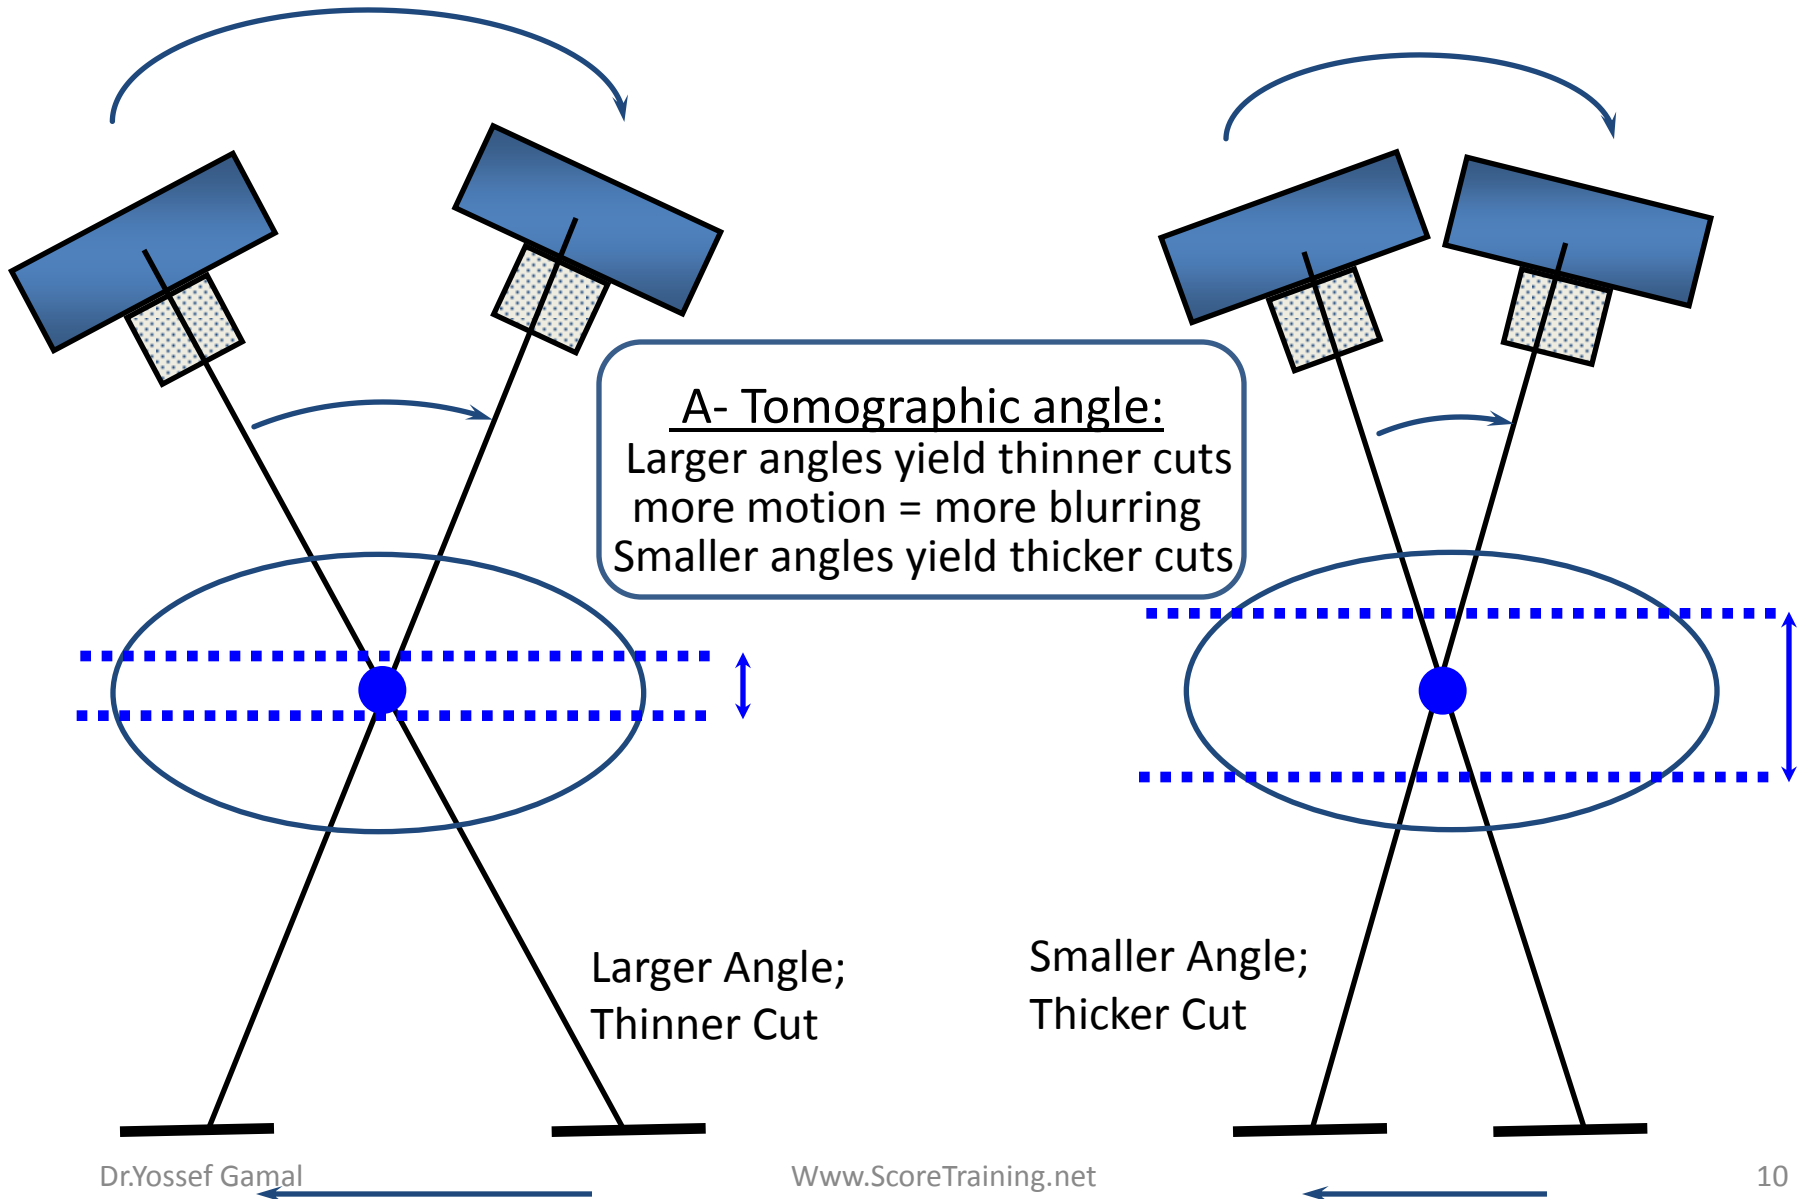 A- Tomographic angle:
Larger angles yield thinner cuts
more motion = more blurring
Smaller angles yield thicker cuts
Larger Angle;
Thinner Cut
Smaller Angle;
Thicker Cut
Dr.Yossef Gamal
Www.ScoreTraining.net
10